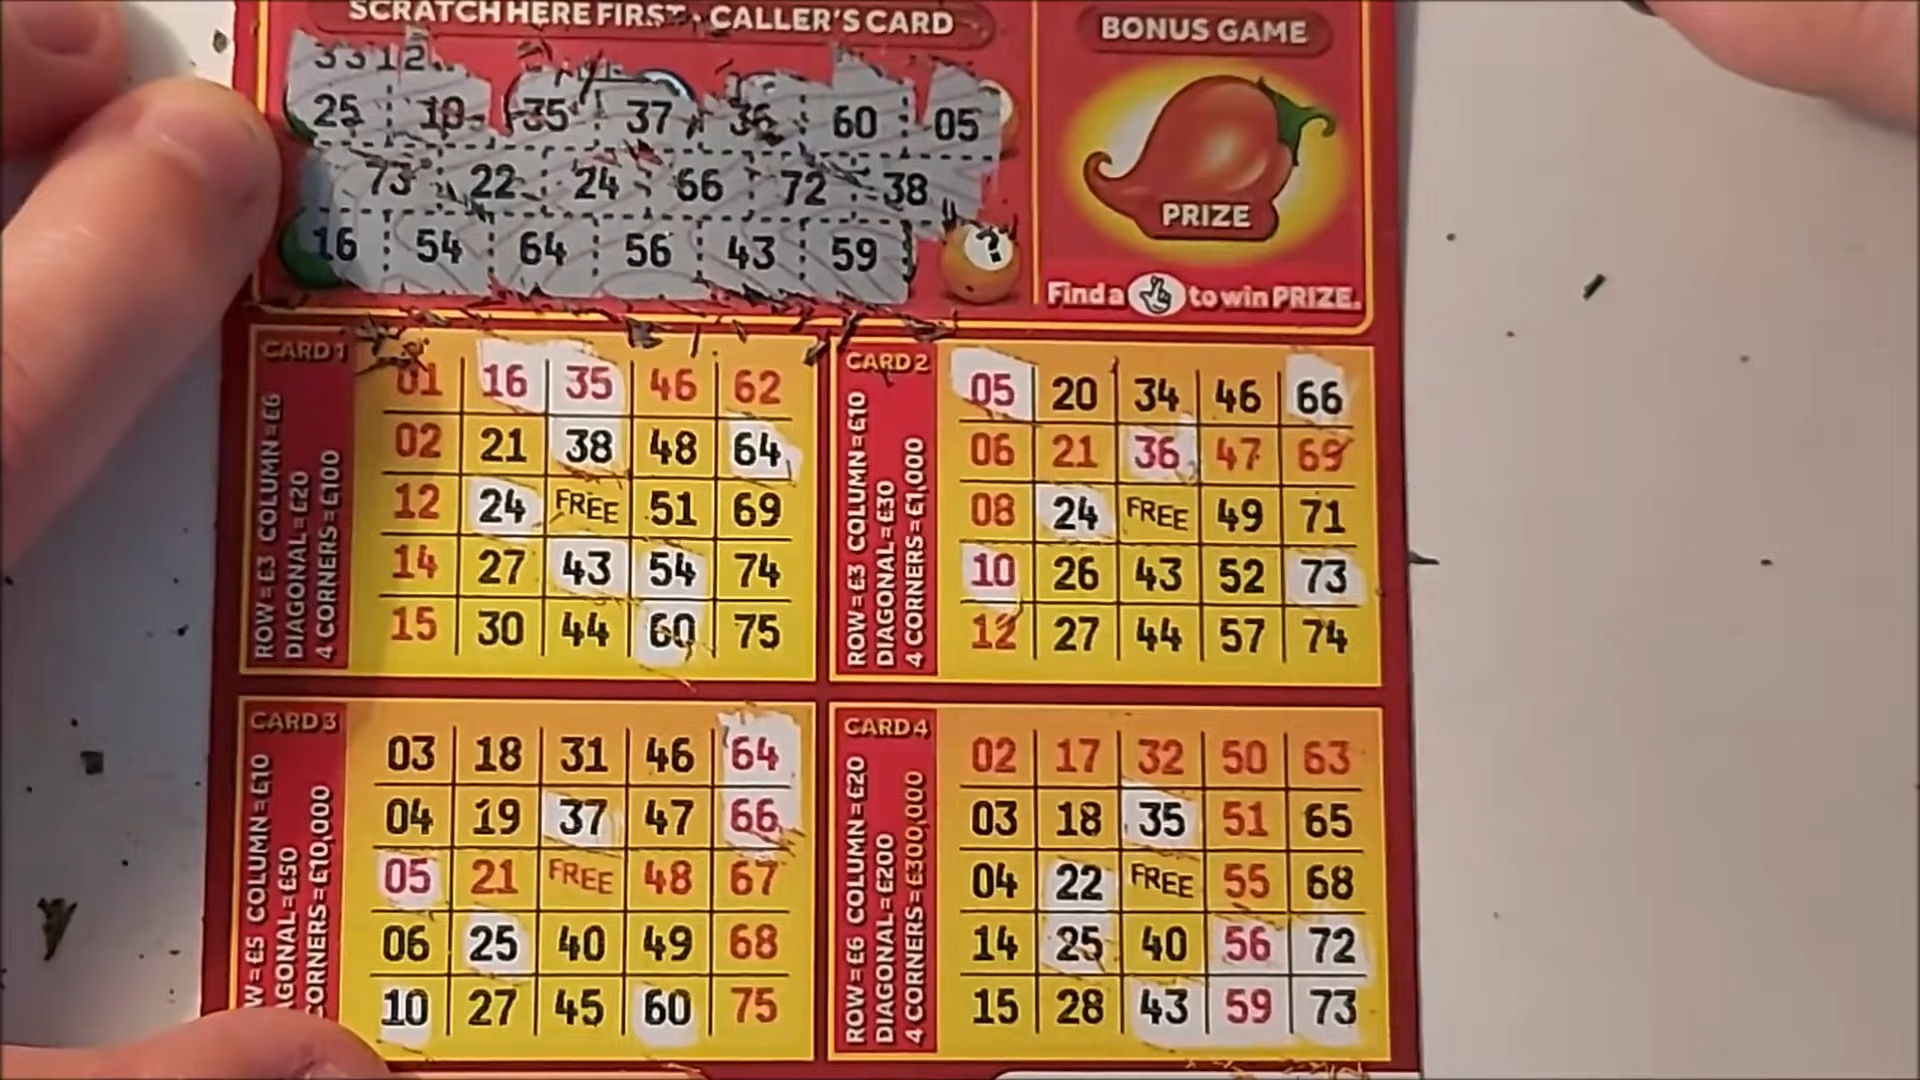 SCRATCH HERE FIRST · CALLER'S CARD
3312
25 10 35 37 36 60 05
73 22 24 66 72 38
16 54 64 56 43 59
?
BONUS GAME
PRIZE
Find a to win PRIZE.
CARD 1
ROW = £3 COLUMN = £6
DIAGONAL = £20
4 CORNERS = £100
01 16 35 46 62
02 21 38 48 64
12 24 FREE 51 69
14 27 43 54 74
15 30 44 60 75
CARD 2
ROW = £3 COLUMN = £10
DIAGONAL = £30
4 CORNERS = £1,000
05 20 34 46 66
06 21 36 47 69
08 24 FREE 49 71
10 26 43 52 73
12 27 44 57 74
CARD 3
W = £5 COLUMN = £10
AGONAL = £50
CORNERS = £10,000
03 18 31 46 64
04 19 37 47 66
05 21 FREE 48 67
06 25 40 49 68
10 27 45 60 75
CARD 4
ROW = £6 COLUMN = £20
DIAGONAL = £200
4 CORNERS = £300,000
02 17 32 50 63
03 18 35 51 65
04 22 FREE 55 68
14 25 40 56 72
15 28 43 59 73